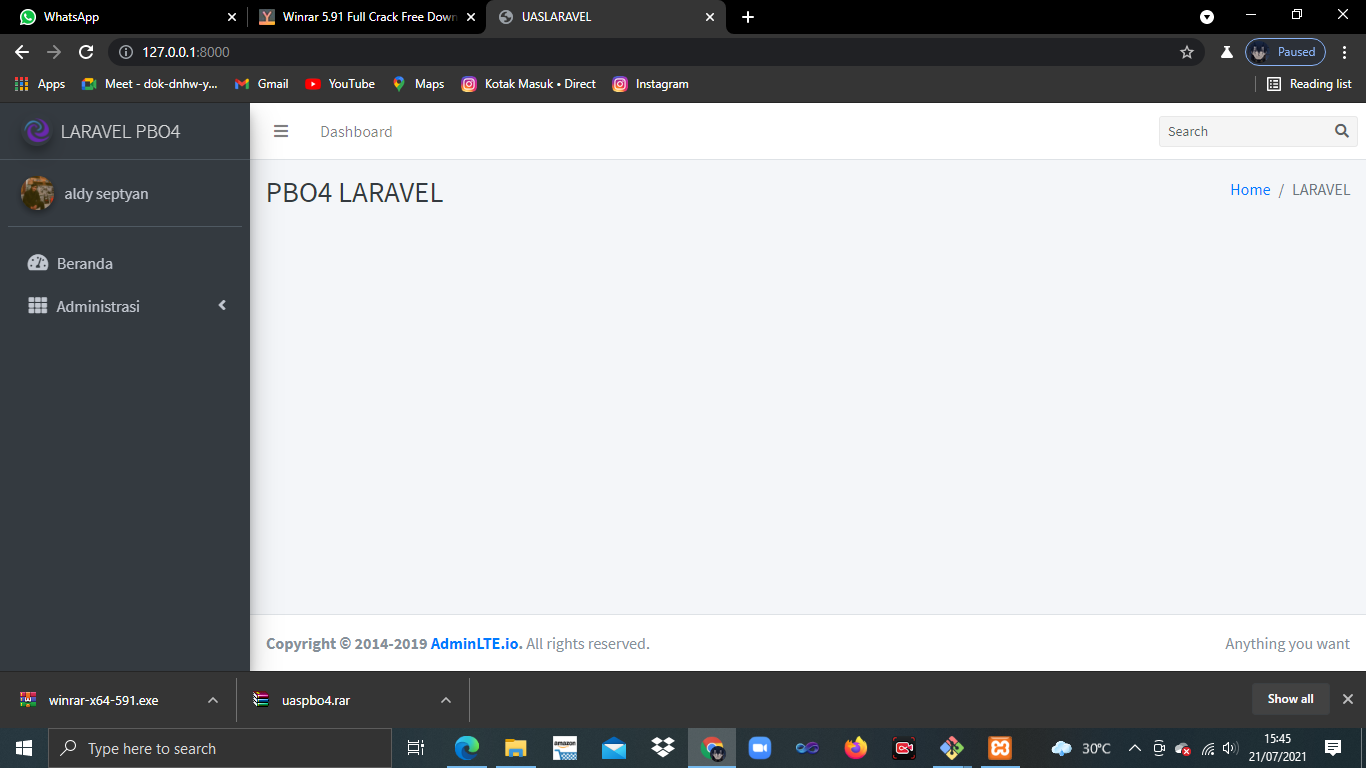 WhatsApp
Winrar 5.91 Full Crack Free Down
UASLARAVEL
127.0.0.1:8000
Paused
Apps
Meet - dok-dnhw-y...
Gmail
YouTube
Maps
Kotak Masuk • Direct
Instagram
Reading list
LARAVEL PBO4
Dashboard
Search
aldy septyan
PBO4 LARAVEL
Home / LARAVEL
Beranda
Administrasi
Copyright © 2014-2019 AdminLTE.io. All rights reserved.
Anything you want
winrar-x64-591.exe
uaspbo4.rar
Show all
Type here to search
amazon
30°C
15:45
21/07/2021